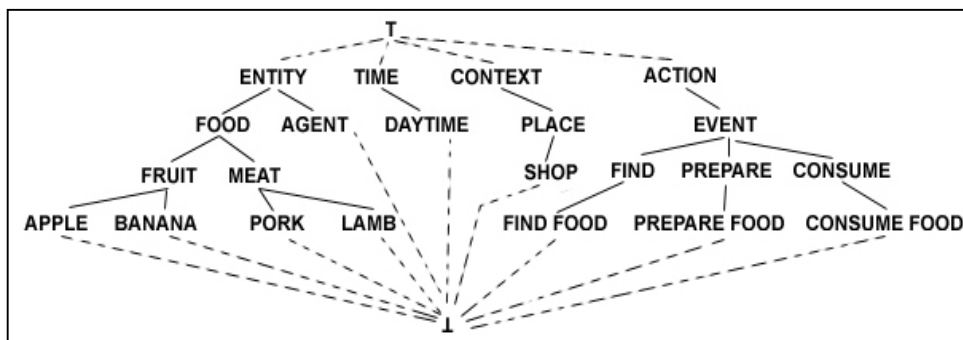 T
ENTITY TIME CONTEXT ACTION
FOOD AGENT DAYTIME PLACE EVENT
FRUIT MEAT SHOP FIND PREPARE CONSUME
APPLE BANANA PORK LAMB FIND FOOD PREPARE FOOD CONSUME FOOD
⊥